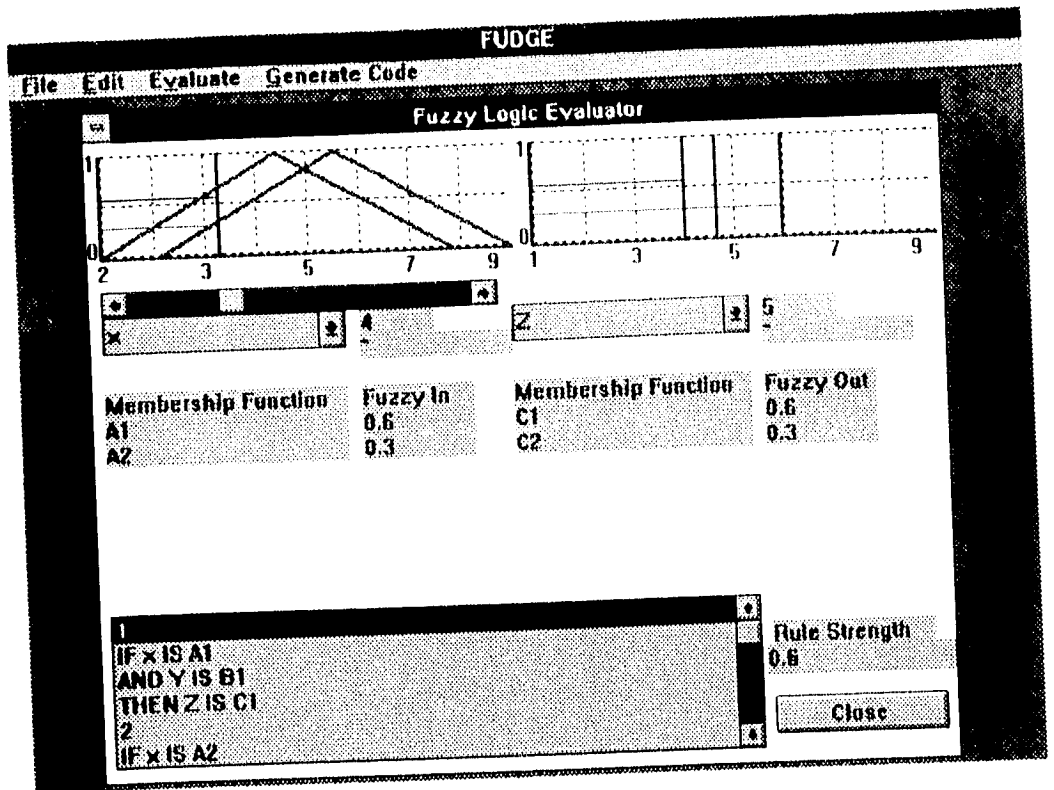 FUDGE
File Edit Evaluate Generate Code
Fuzzy Logic Evaluator
1
0
2 3 5 7 9
1
0
1 3 5 7 9
X
4
-
Z
5
-
Membership Function Fuzzy In
A1 0.6
A2 0.3
Membership Function Fuzzy Out
C1 0.6
C2 0.3
1
IF X IS A1
AND Y IS B1
THEN Z IS C1
2
IF X IS A2
Rule Strength
0.6
Close